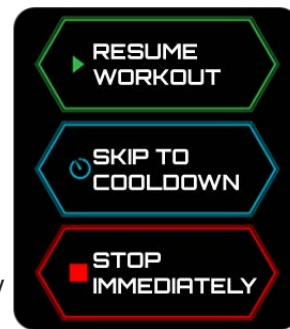 RESUME
WORKOUT
SKIP TO
COOLDOWN
STOP
IMMEDIATELY